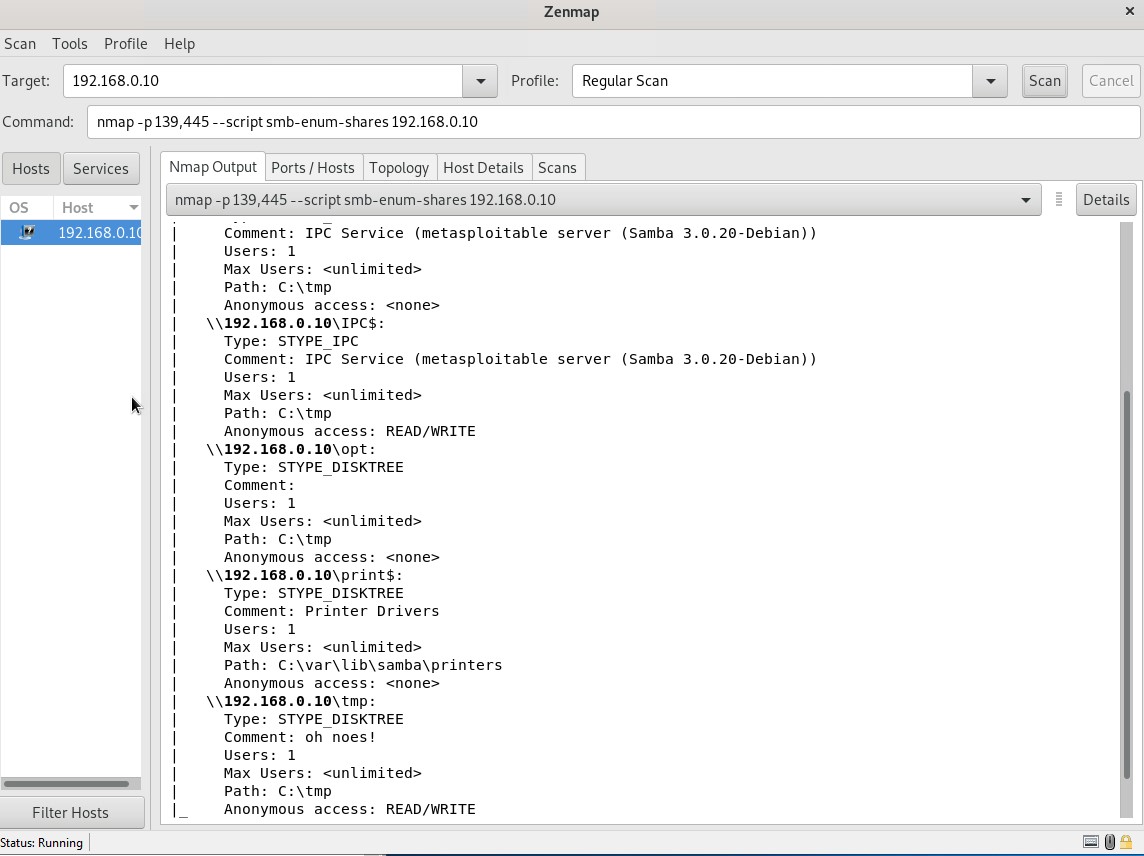 Zenmap
Scan Tools Profile Help
Target: 192.168.0.10 Profile: Regular Scan Scan Cancel
Command: nmap -p 139,445 --script smb-enum-shares 192.168.0.10
Hosts Services
Nmap Output Ports / Hosts Topology Host Details Scans
nmap -p 139,445 --script smb-enum-shares 192.168.0.10 Details
OS Host
192.168.0.10
|     Comment: IPC Service (metasploitable server (Samba 3.0.20-Debian))
|     Users: 1
|     Max Users: <unlimited>
|     Path: C:\tmp
|     Anonymous access: <none>
|   \\192.168.0.10\IPC$:
|     Type: STYPE_IPC
|     Comment: IPC Service (metasploitable server (Samba 3.0.20-Debian))
|     Users: 1
|     Max Users: <unlimited>
|     Path: C:\tmp
|     Anonymous access: READ/WRITE
|   \\192.168.0.10\opt:
|     Type: STYPE_DISKTREE
|     Comment:
|     Users: 1
|     Max Users: <unlimited>
|     Path: C:\tmp
|     Anonymous access: <none>
|   \\192.168.0.10\print$:
|     Type: STYPE_DISKTREE
|     Comment: Printer Drivers
|     Users: 1
|     Max Users: <unlimited>
|     Path: C:\var\lib\samba\printers
|     Anonymous access: <none>
|   \\192.168.0.10\tmp:
|     Type: STYPE_DISKTREE
|     Comment: oh noes!
|     Users: 1
|     Max Users: <unlimited>
|     Path: C:\tmp
|_    Anonymous access: READ/WRITE
Filter Hosts
Status: Running